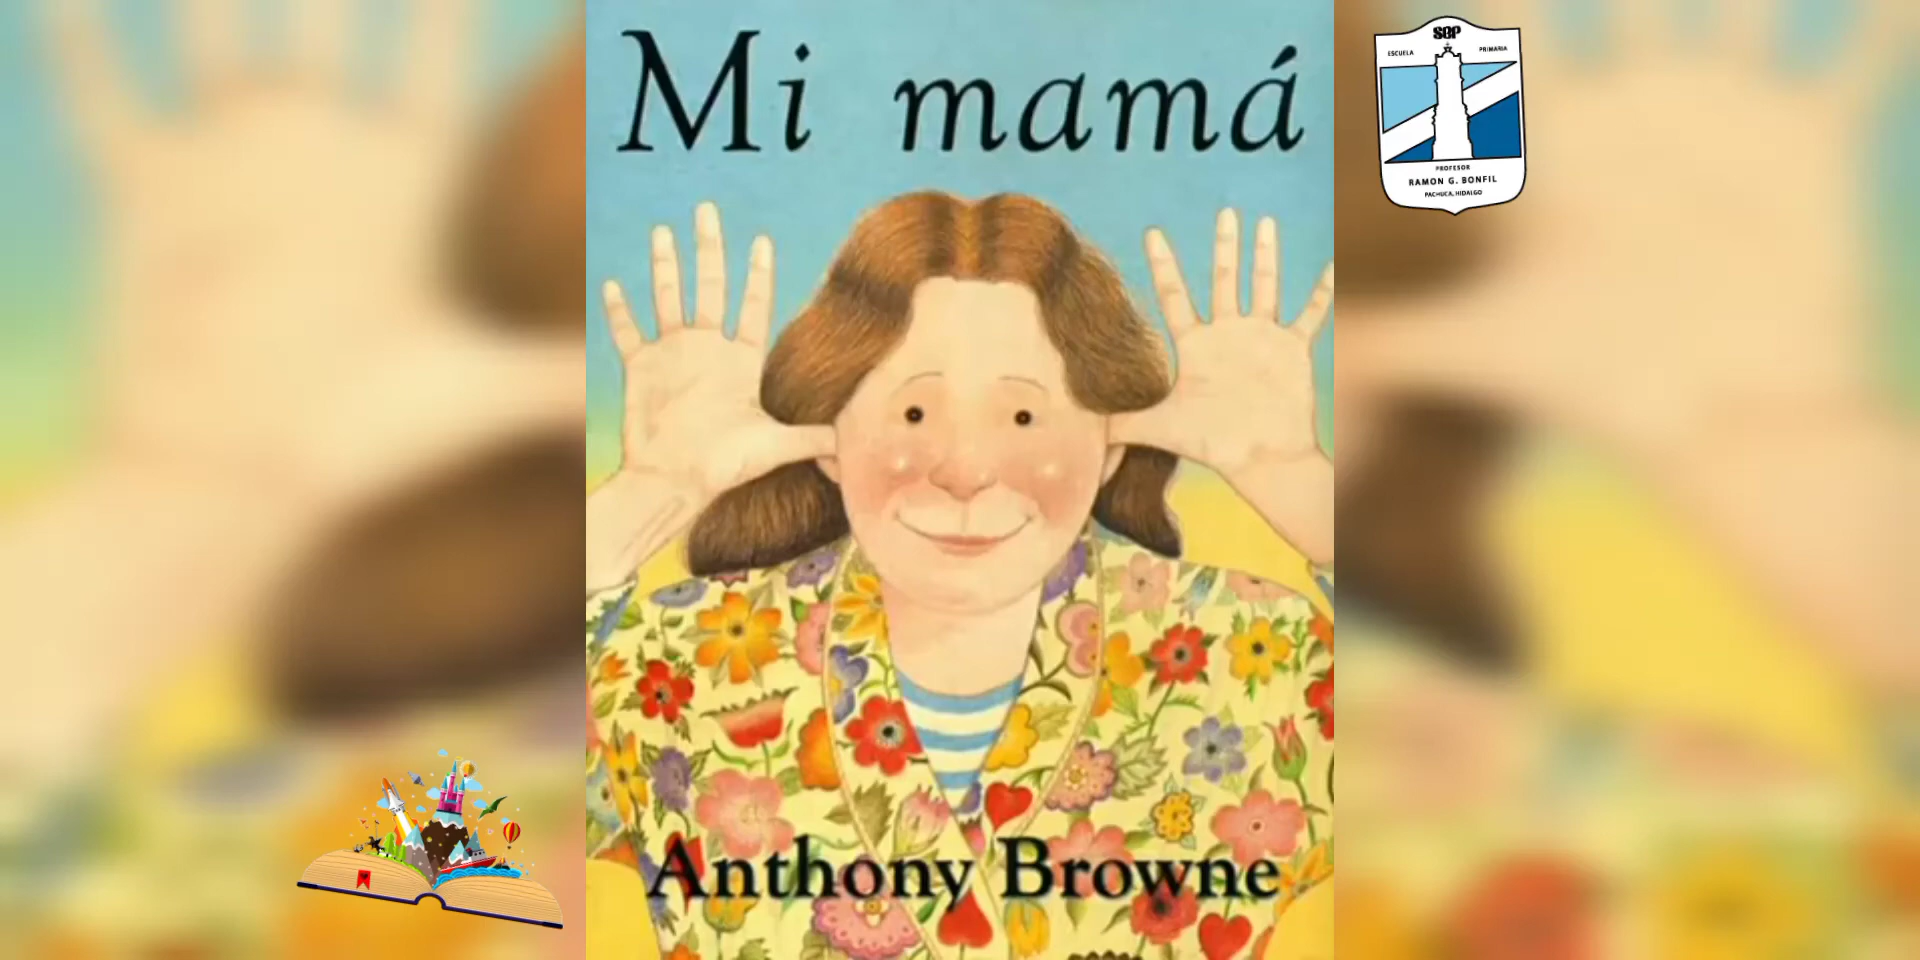 Mi mamá
Anthony Browne
sep
ESCUELA PRIMARIA
PROFESOR
RAMON G. BONFIL
PACHUCA, HIDALGO